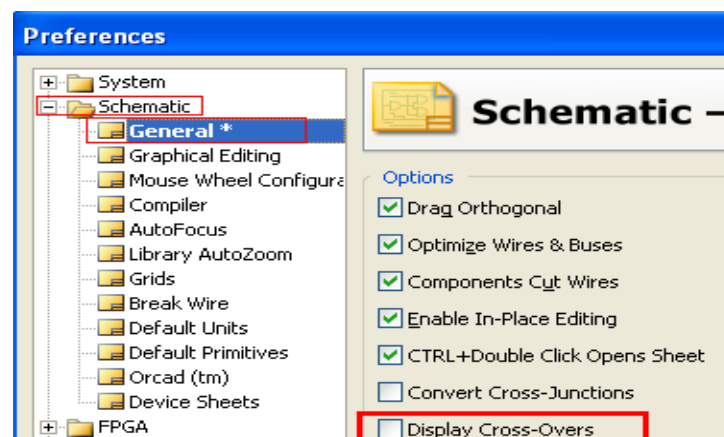 Preferences
System
Schematic
General *
Graphical Editing
Mouse Wheel Configura
Compiler
AutoFocus
Library AutoZoom
Grids
Break Wire
Default Units
Default Primitives
Orcad (tm)
Device Sheets
FPGA
Schematic –
Options
Drag Orthogonal
Optimize Wires & Buses
Components Cut Wires
Enable In-Place Editing
CTRL+Double Click Opens Sheet
Convert Cross-Junctions
Display Cross-Overs